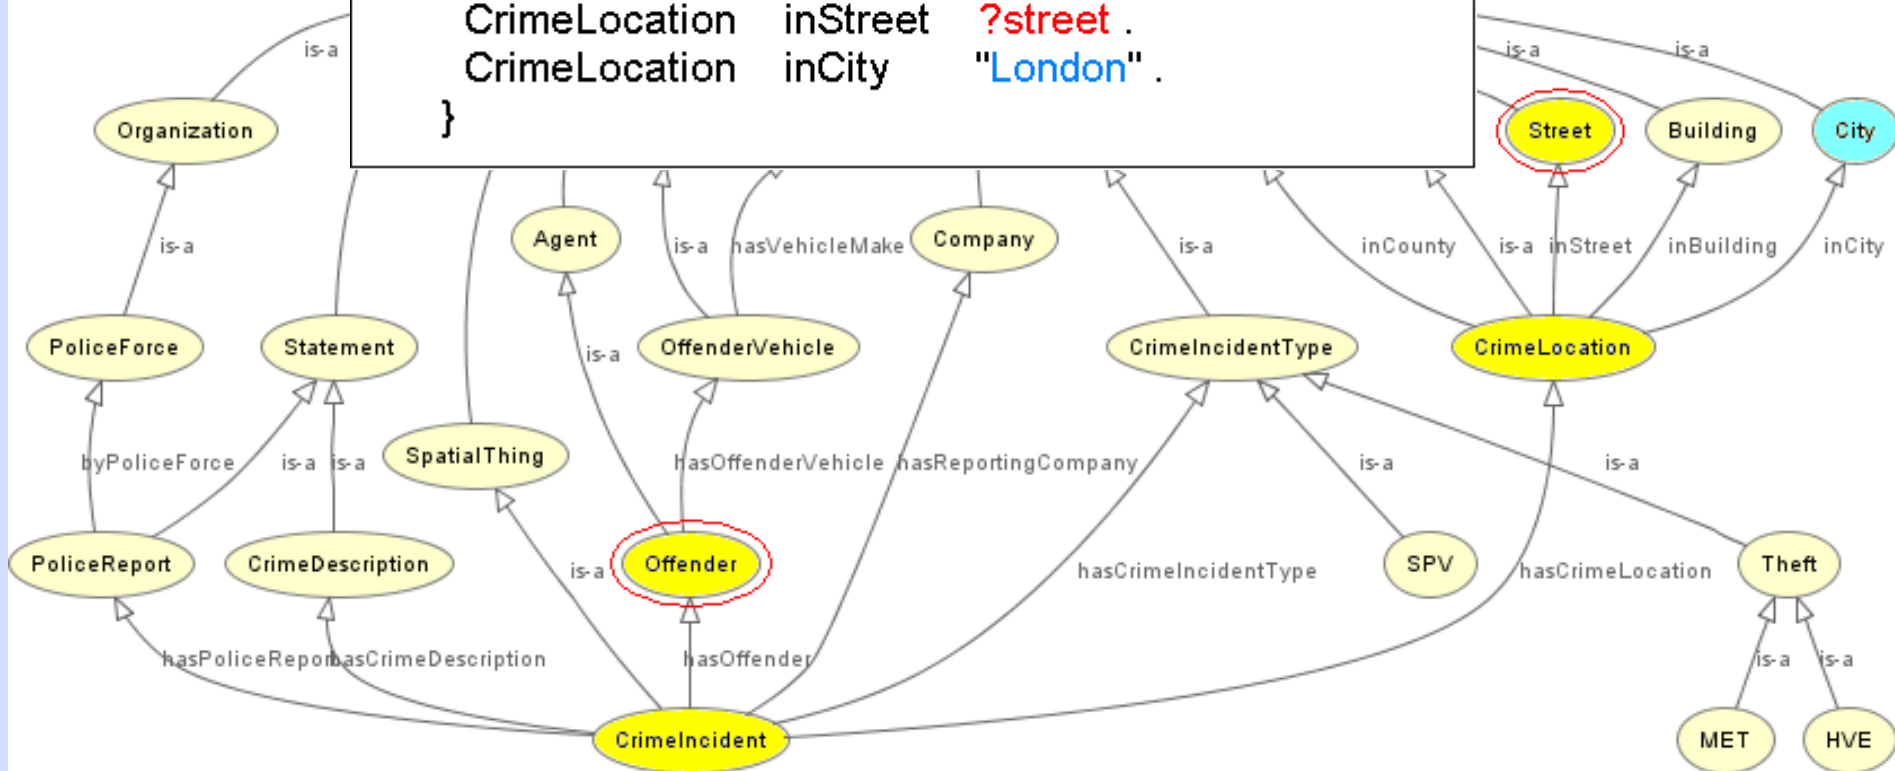 CrimeLocation inStreet ?street .
CrimeLocation inCity "London" .
}
is-a
is-a
is-a
Organization
Street
Building
City
Agent
Company
is-a
is-a
hasVehicleMake
is-a
inCounty
is-a
inStreet
inBuilding
inCity
PoliceForce
Statement
is-a
OffenderVehicle
CrimeIncidentType
CrimeLocation
byPoliceForce
is-a
is-a
SpatialThing
hasOffenderVehicle
hasReportingCompany
is-a
is-a
PoliceReport
CrimeDescription
is-a
Offender
hasCrimeIncidentType
SPV
hasCrimeLocation
Theft
hasPoliceReport
hasCrimeDescription
hasOffender
is-a
is-a
CrimeIncident
MET
HVE